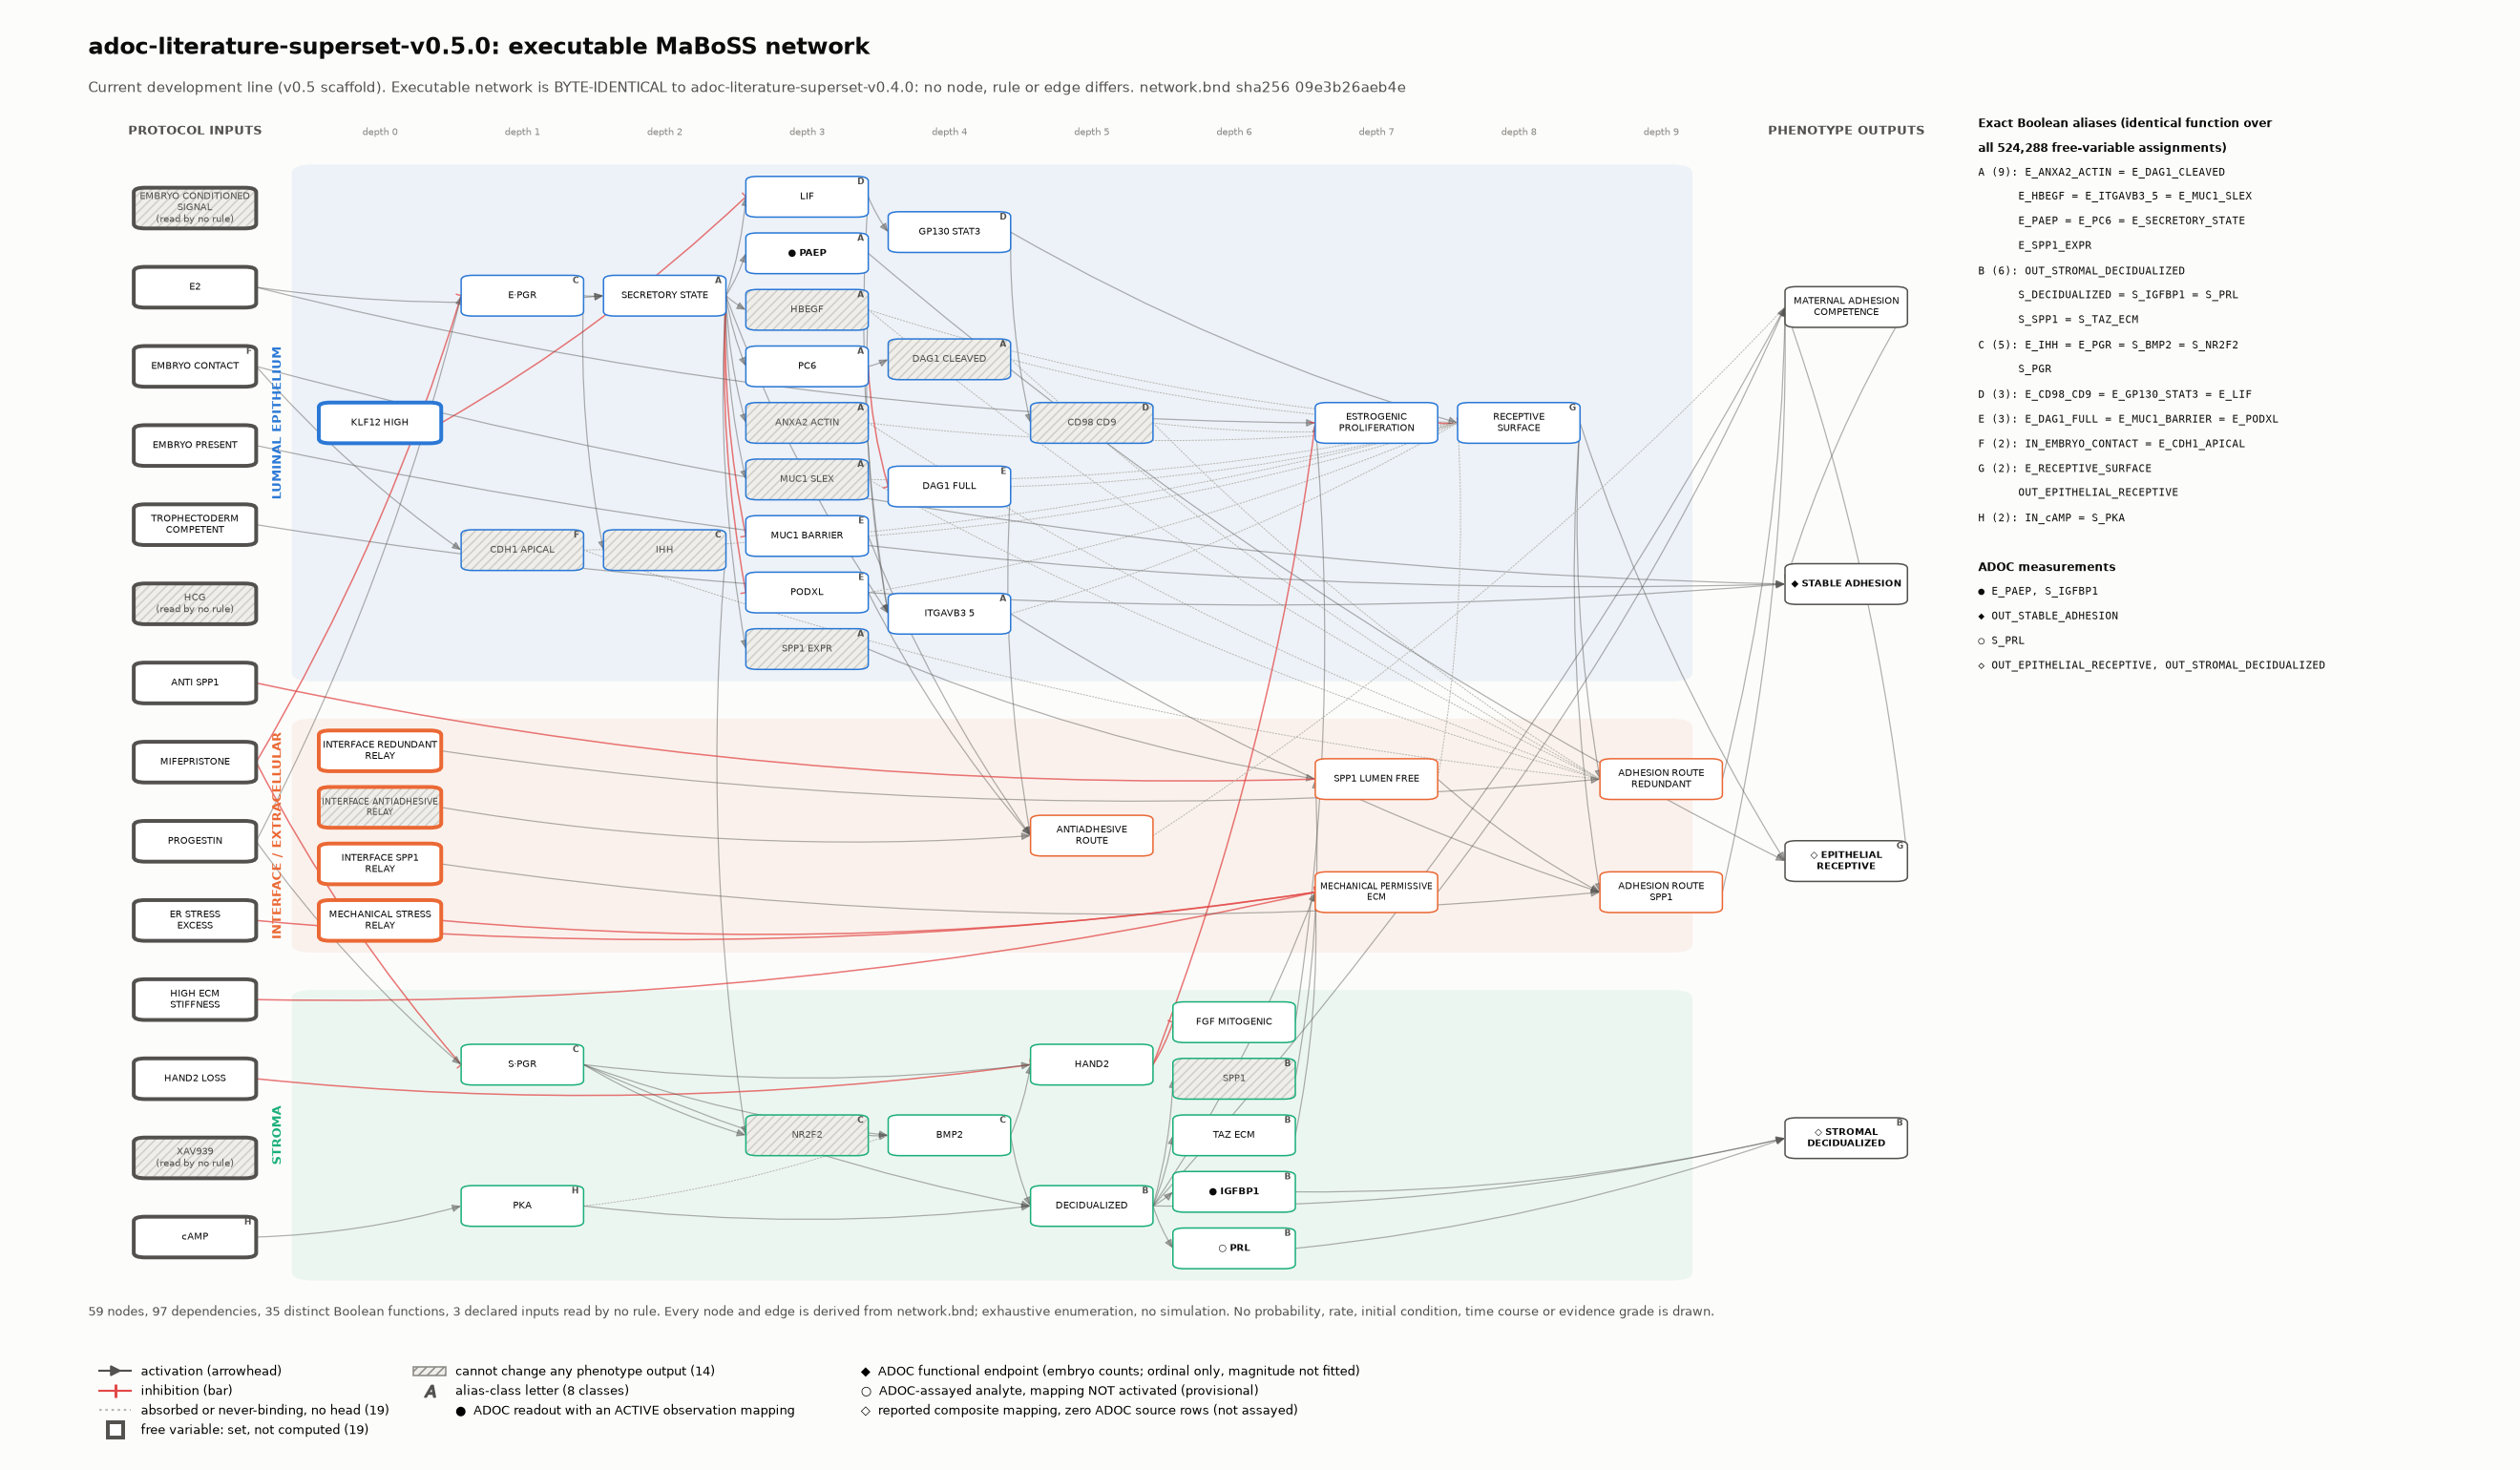 adoc-literature-superset-v0.5.0: executable MaBoSS network
Current development line (v0.5 scaffold). Executable network is BYTE-IDENTICAL to adoc-literature-superset-v0.4.0: no node, rule or edge differs. network.bnd sha256 09e3b26aeb4e
PROTOCOL INPUTS
depth 0
depth 1
depth 2
depth 3
depth 4
depth 5
depth 6
depth 7
depth 8
depth 9
PHENOTYPE OUTPUTS
EMBRYO CONDITIONED
SIGNAL
(read by no rule)
E2
EMBRYO CONTACT
F
EMBRYO PRESENT
TROPHECTODERM
COMPETENT
HCG
(read by no rule)
ANTI SPP1
MIFEPRISTONE
PROGESTIN
ER STRESS
EXCESS
HIGH ECM
STIFFNESS
HAND2 LOSS
XAV939
(read by no rule)
cAMP
H
LUMINAL EPITHELIUM
KLF12 HIGH
E-PGR
C
SECRETORY STATE
A
CDH1 APICAL
F
IHH
C
LIF
D
● PAEP
A
HBEGF
A
PC6
A
ANXA2 ACTIN
A
MUC1 SLEX
A
MUC1 BARRIER
E
PODXL
E
SPP1 EXPR
A
GP130 STAT3
D
DAG1 CLEAVED
A
DAG1 FULL
E
ITGAVB3 5
A
CD98 CD9
D
ESTROGENIC
PROLIFERATION
RECEPTIVE
SURFACE
G
INTERFACE / EXTRACELLULAR
INTERFACE REDUNDANT
RELAY
INTERFACE ANTIADHESIVE
RELAY
INTERFACE SPP1
RELAY
MECHANICAL STRESS
RELAY
ANTIADHESIVE
ROUTE
SPP1 LUMEN FREE
MECHANICAL PERMISSIVE
ECM
ADHESION ROUTE
REDUNDANT
ADHESION ROUTE
SPP1
STROMA
S-PGR
C
PKA
H
NR2F2
C
BMP2
C
HAND2
DECIDUALIZED
B
FGF MITOGENIC
SPP1
B
TAZ ECM
B
● IGFBP1
B
○ PRL
B
MATERNAL ADHESION
COMPETENCE
◆ STABLE ADHESION
◇ EPITHELIAL
RECEPTIVE
G
◇ STROMAL
DECIDUALIZED
B
Exact Boolean aliases (identical function over
all 524,288 free-variable assignments)
A (9): E_ANXA2_ACTIN = E_DAG1_CLEAVED
E_HBEGF = E_ITGAVB3_5 = E_MUC1_SLEX
E_PAEP = E_PC6 = E_SECRETORY_STATE
E_SPP1_EXPR
B (6): OUT_STROMAL_DECIDUALIZED
S_DECIDUALIZED = S_IGFBP1 = S_PRL
S_SPP1 = S_TAZ_ECM
C (5): E_IHH = E_PGR = S_BMP2 = S_NR2F2
S_PGR
D (3): E_CD98_CD9 = E_GP130_STAT3 = E_LIF
E (3): E_DAG1_FULL = E_MUC1_BARRIER = E_PODXL
F (2): IN_EMBRYO_CONTACT = E_CDH1_APICAL
G (2): E_RECEPTIVE_SURFACE
OUT_EPITHELIAL_RECEPTIVE
H (2): IN_cAMP = S_PKA
ADOC measurements
● E_PAEP, S_IGFBP1
◆ OUT_STABLE_ADHESION
○ S_PRL
◇ OUT_EPITHELIAL_RECEPTIVE, OUT_STROMAL_DECIDUALIZED
59 nodes, 97 dependencies, 35 distinct Boolean functions, 3 declared inputs read by no rule. Every node and edge is derived from network.bnd; exhaustive enumeration, no simulation. No probability, rate, initial condition, time course or evidence grade is drawn.
activation (arrowhead)
inhibition (bar)
absorbed or never-binding, no head (19)
free variable: set, not computed (19)
cannot change any phenotype output (14)
A alias-class letter (8 classes)
● ADOC readout with an ACTIVE observation mapping
◆ ADOC functional endpoint (embryo counts; ordinal only, magnitude not fitted)
○ ADOC-assayed analyte, mapping NOT activated (provisional)
◇ reported composite mapping, zero ADOC source rows (not assayed)